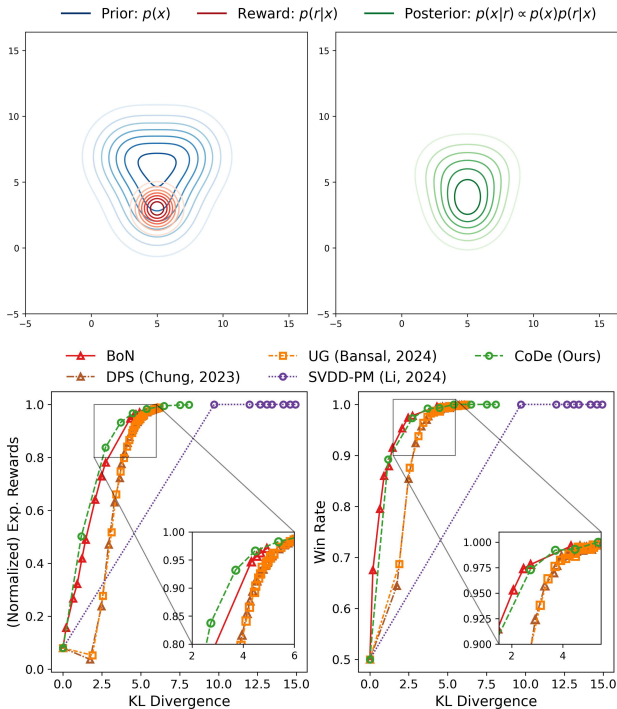 Prior: p(x) Reward: p(r|x) Posterior: p(x|r) ∝ p(x)p(r|x)
15
10
5
0
−5
−5 0 5 10 15
15
10
5
0
−5
−5 0 5 10 15
BoN UG (Bansal, 2024) CoDe (Ours)
DPS (Chung, 2023) SVDD-PM (Li, 2024)
(Normalized) Exp. Rewards
1.0
0.8
0.6
0.4
0.2
0.0
1.00
0.95
0.90
0.85
0.80
2 4 6
0.0 2.5 5.0 7.5 10.0 12.5 15.0
KL Divergence
Win Rate
1.0
0.9
0.8
0.7
0.6
0.5
1.000
0.975
0.950
0.925
0.900
2 4
0.0 2.5 5.0 7.5 10.0 12.5 15.0
KL Divergence